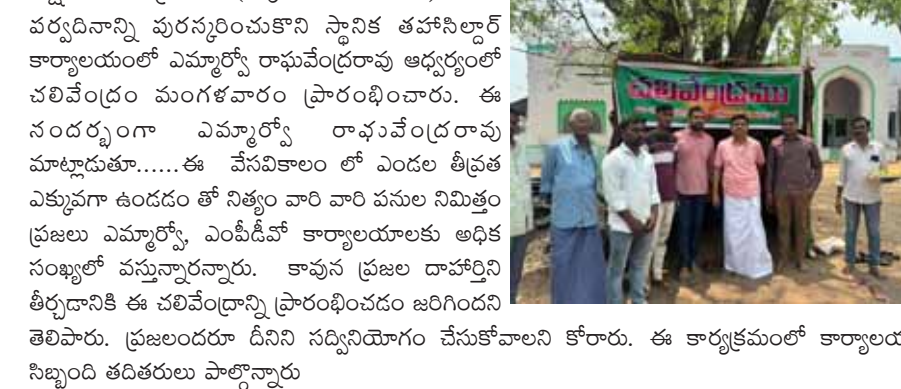 పర్వదినాన్ని పురస్కరించుకొని స్థానిక తహసిల్దార్
కార్యాలయంలో ఎమ్మార్వో రాఘవేంద్రరావు ఆధ్వర్యంలో
చలివేంద్రం మంగళవారం ప్రారంభించారు. ఈ
సందర్భంగా ఎమ్మార్వో రాఘవేంద్రరావు
మాట్లాడుతూ......ఈ వేసవికాలం లో ఎండల తీవ్రత
ఎక్కువగా ఉండడం తో నిత్యం వారి వారి పనుల నిమిత్తం
ప్రజలు ఎమ్మార్వో, ఎంపీడీవో కార్యాలయాలకు అధిక
సంఖ్యలో వస్తున్నారన్నారు. కావున ప్రజల దాహార్తిని
తీర్చడానికి ఈ చలివేంద్రాన్ని ప్రారంభించడం జరిగిందని
తెలిపారు. ప్రజలందరూ దీనిని సద్వినియోగం చేసుకోవాలని కోరారు. ఈ కార్యక్రమంలో
సిబ్బంది తదితరులు పాల్గొన్నారు
చలివేంద్రము